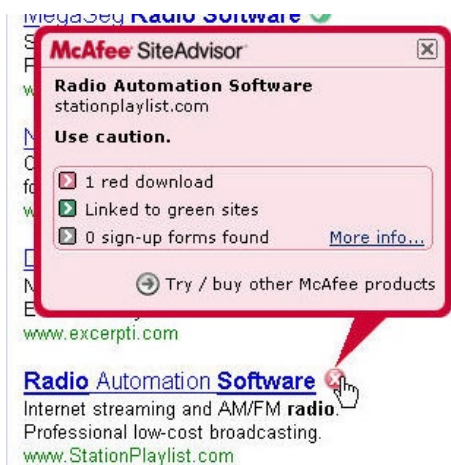 MegaSeg Radio Software
McAfee SiteAdvisor
Radio Automation Software
stationplaylist.com
Use caution.
1 red download
Linked to green sites
0 sign-up forms found More info...
Try / buy other McAfee products
www.excerpti.com
Radio Automation Software
Internet streaming and AM/FM radio.
Professional low-cost broadcasting.
www.StationPlaylist.com